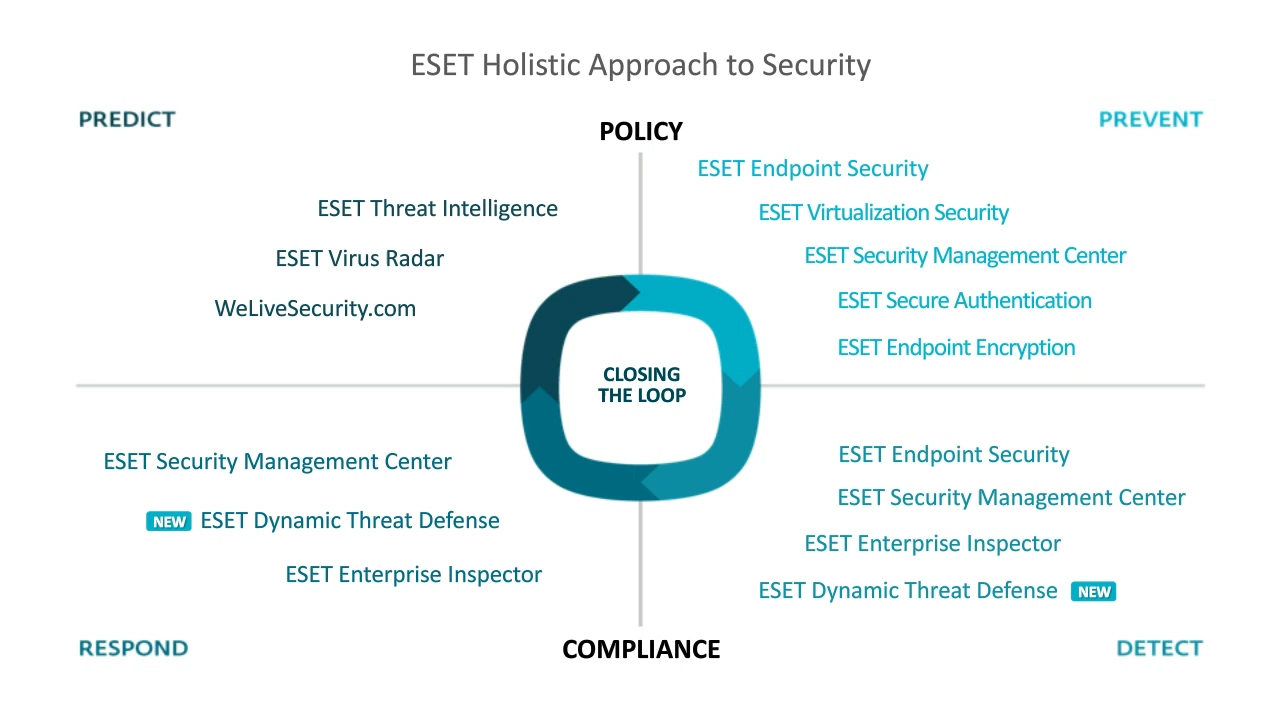 ESET Holistic Approach to Security
PREDICT
POLICY
PREVENT
ESET Threat Intelligence
ESET Virus Radar
WeLiveSecurity.com
ESET Endpoint Security
ESET Virtualization Security
ESET Security Management Center
ESET Secure Authentication
ESET Endpoint Encryption
CLOSING
THE LOOP
ESET Security Management Center
NEW ESET Dynamic Threat Defense
ESET Enterprise Inspector
ESET Endpoint Security
ESET Security Management Center
ESET Enterprise Inspector
ESET Dynamic Threat Defense NEW
RESPOND
COMPLIANCE
DETECT